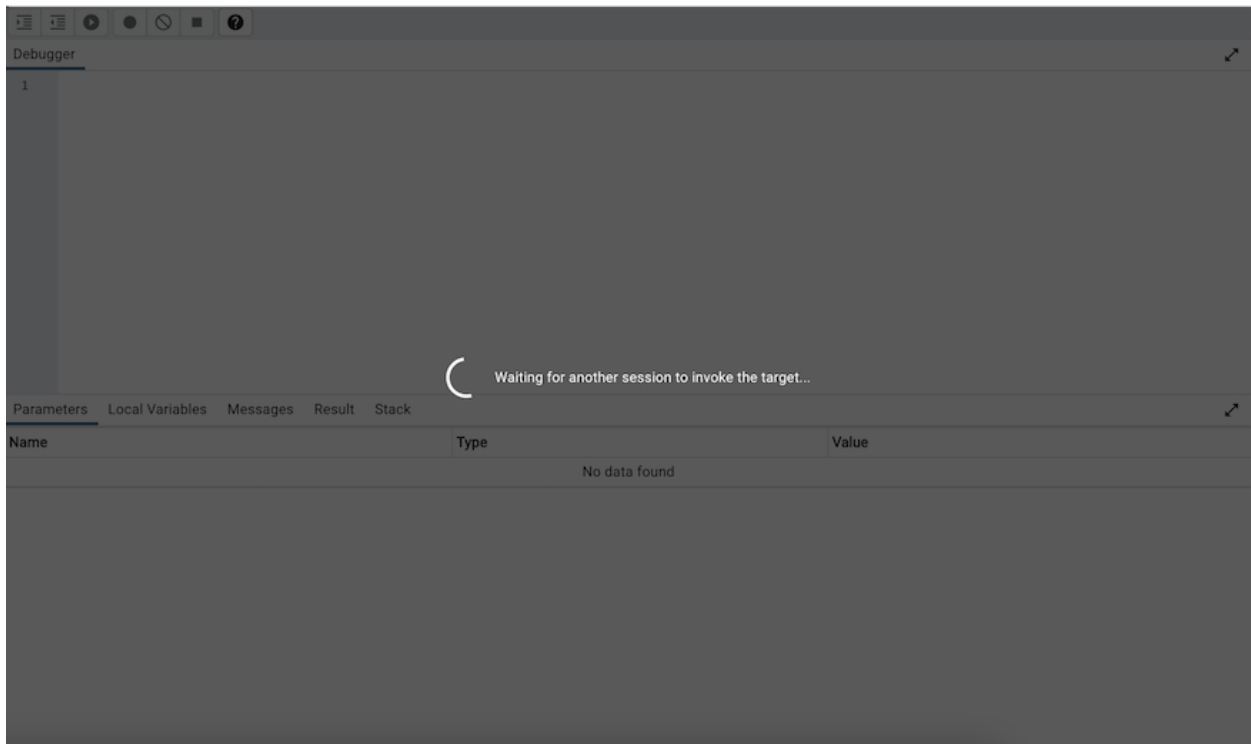 Debugger
1
Waiting for another session to invoke the target...
Parameters Local Variables Messages Result Stack
Name Type Value
No data found